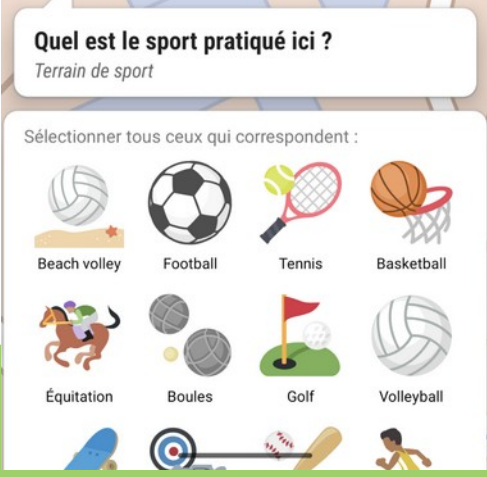 Quel est le sport pratiqué ici ?
Terrain de sport
Sélectionner tous ceux qui correspondent :
Beach volley Football Tennis Basketball
Équitation Boules Golf Volleyball